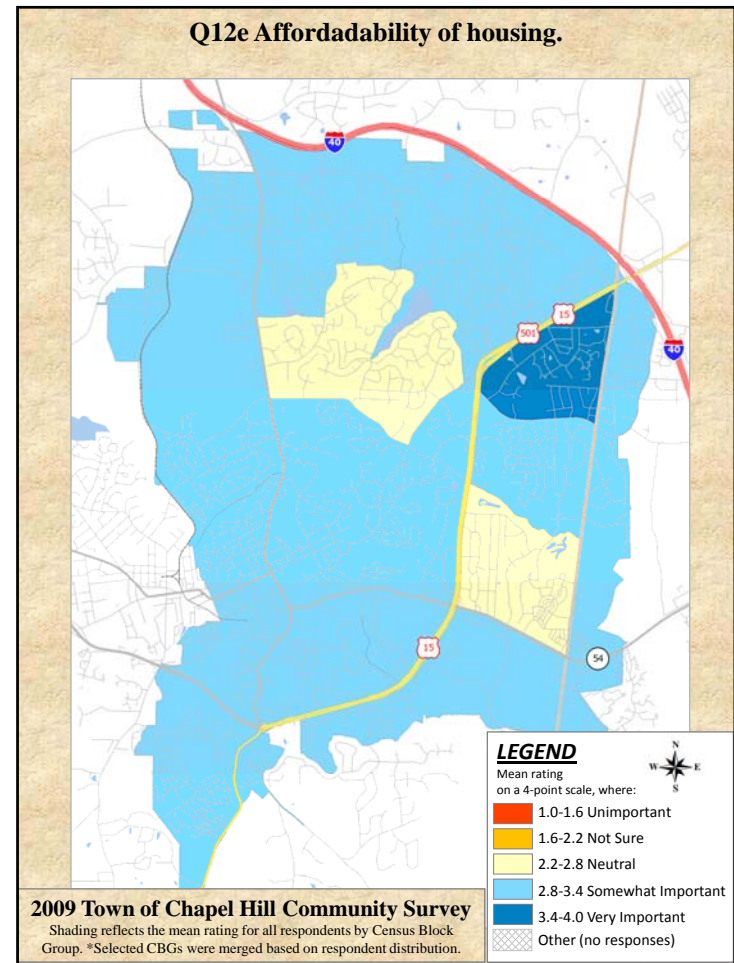 Q12e Affordadability of housing.
40
15
501
40
15
54
LEGEND
Mean rating
on a 4-point scale, where:
N
W E
S
1.0-1.6 Unimportant
1.6-2.2 Not Sure
2.2-2.8 Neutral
2.8-3.4 Somewhat Important
3.4-4.0 Very Important
Other (no responses)
2009 Town of Chapel Hill Community Survey
Shading reflects the mean rating for all respondents by Census Block
Group. *Selected CBGs were merged based on respondent distribution.